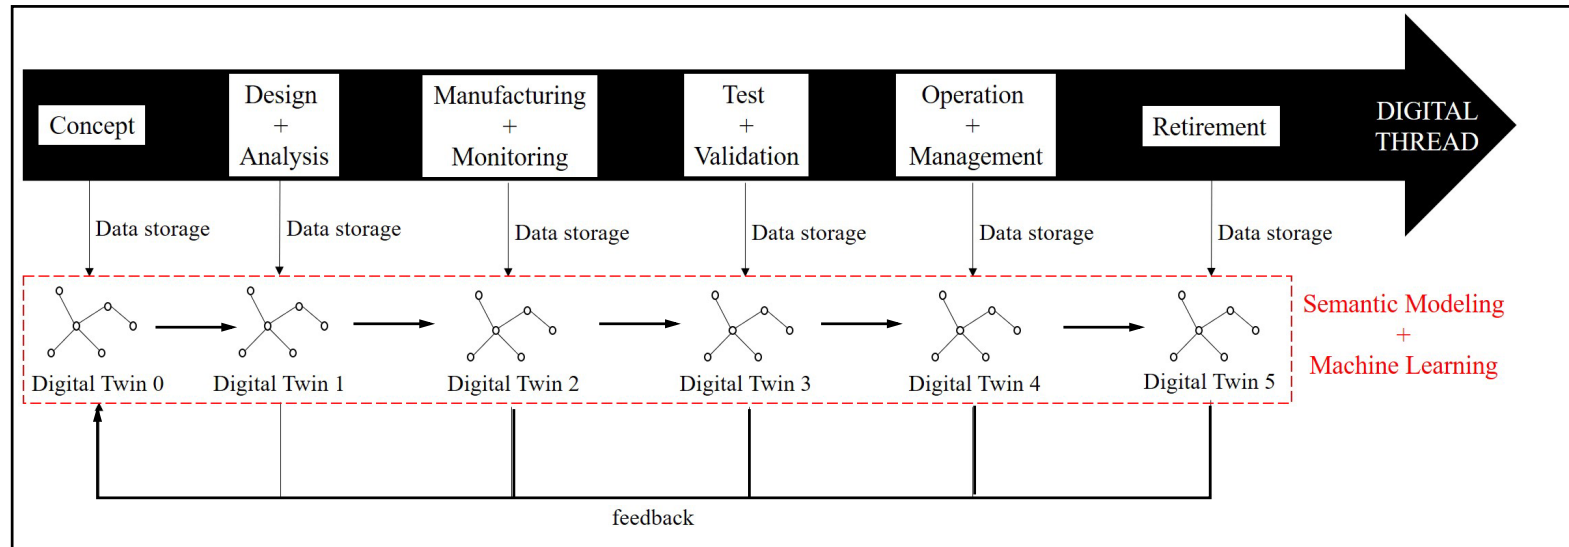 Concept
Design
+
Analysis
Manufacturing
+
Monitoring
Test
+
Validation
Operation
+
Management
Retirement
DIGITAL
THREAD
Data storage
Data storage
Data storage
Data storage
Data storage
Data storage
Digital Twin 0
Digital Twin 1
Digital Twin 2
Digital Twin 3
Digital Twin 4
Digital Twin 5
Semantic Modeling
+
Machine Learning
feedback